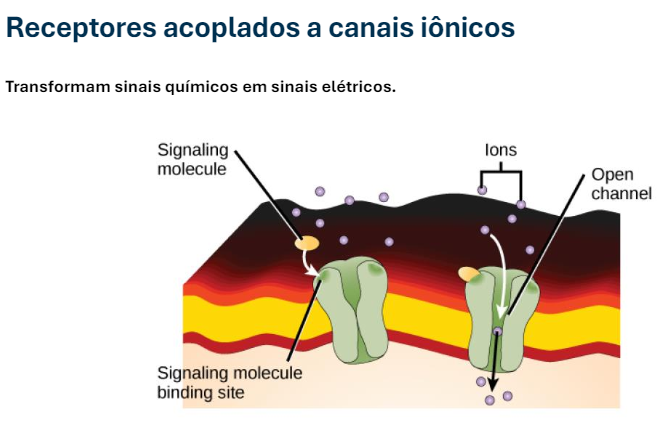 Receptores acoplados a canais iônicos
Transformam sinais químicos em sinais elétricos.
Signaling
molecule
Ions
Open
channel
Signaling molecule
binding site